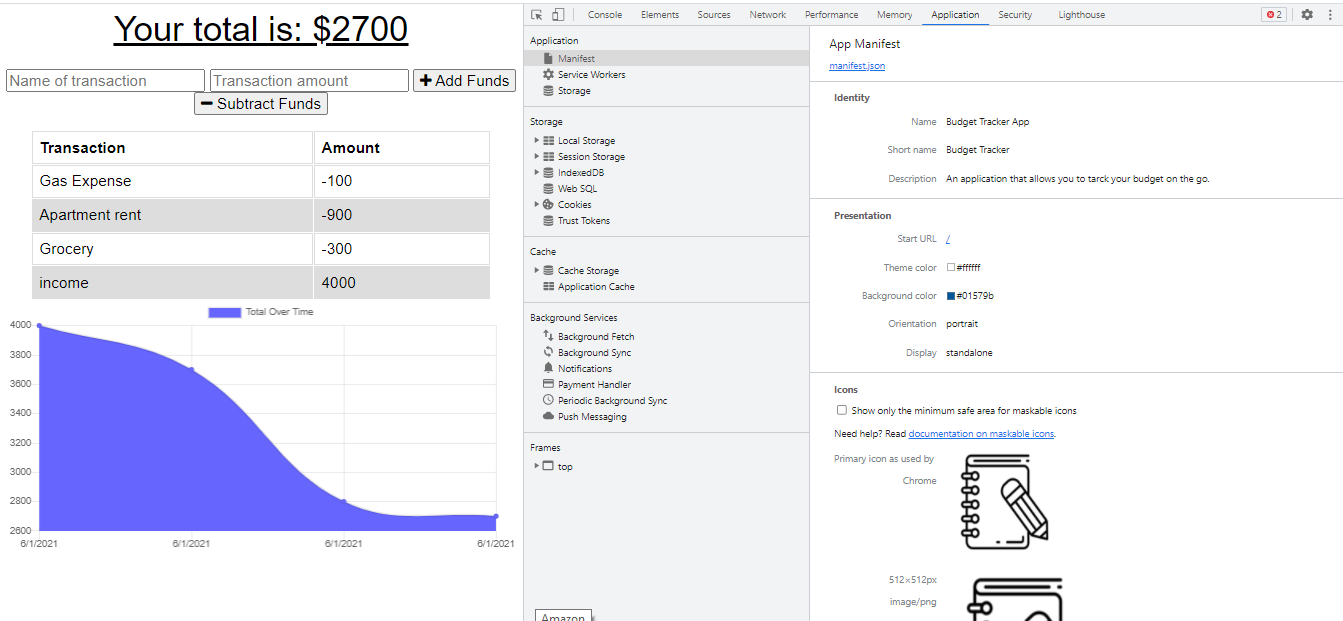 Your total is: $2700
Name of transaction Transaction amount Add Funds
Subtract Funds
Transaction Amount
Gas Expense -100
Apartment rent -900
Grocery -300
income 4000
Total Over Time
4000
3800
3600
3400
3200
3000
2800
2600
6/1/2021 6/1/2021 6/1/2021 6/1/2021
Console Elements Sources Network Performance Memory Application Security Lighthouse 2
Application
Manifest
Service Workers
Storage
Storage
Local Storage
Session Storage
IndexedDB
Web SQL
Cookies
Trust Tokens
Cache
Cache Storage
Application Cache
Background Services
Background Fetch
Background Sync
Notifications
Payment Handler
Periodic Background Sync
Push Messaging
Frames
top
Amazon
App Manifest
manifest.json
Identity
Name Budget Tracker App
Short name Budget Tracker
Description An application that allows you to tarck your budget on the go.
Presentation
Start URL /
Theme color #ffffff
Background color #01579b
Orientation portrait
Display standalone
Icons
Show only the minimum safe area for maskable icons
Need help? Read documentation on maskable icons.
Primary icon as used by
Chrome
512×512px
image/png